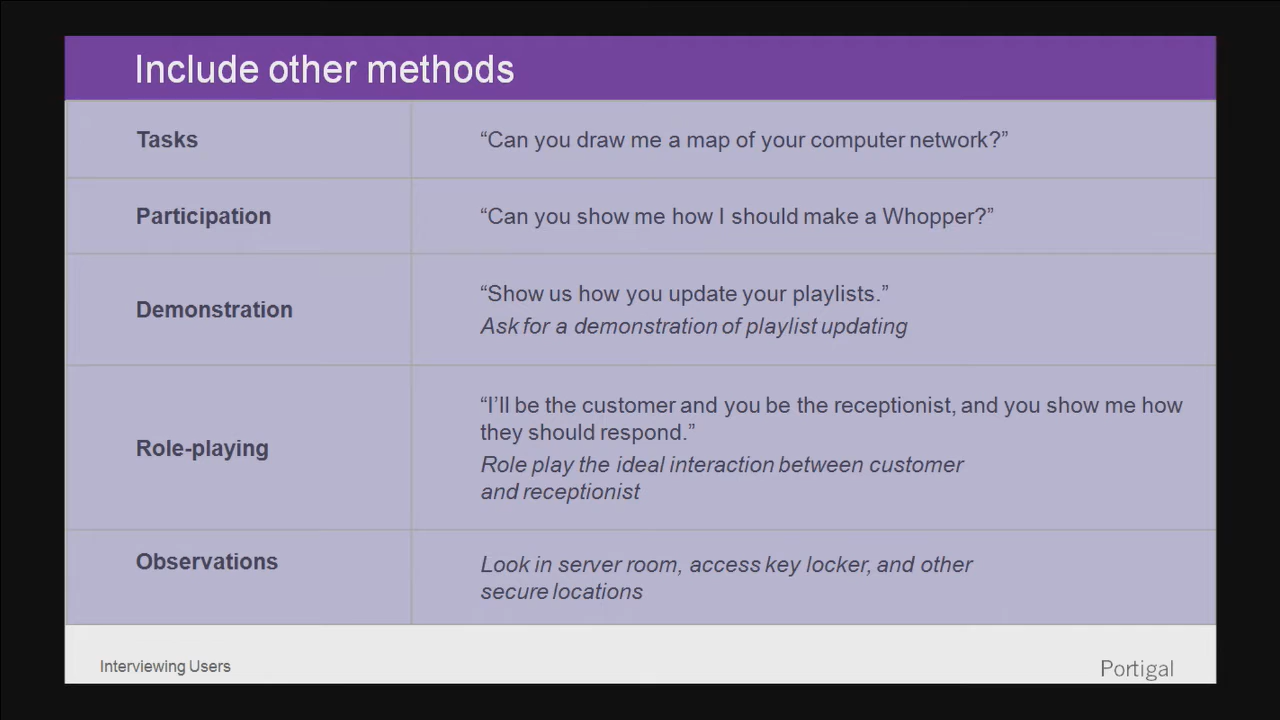 Include other methods
Tasks
“Can you draw me a map of your computer network?”
Participation
“Can you show me how I should make a Whopper?”
Demonstration
“Show us how you update your playlists.”
Ask for a demonstration of playlist updating
Role-playing
“I’ll be the customer and you be the receptionist, and you show me how
they should respond.”
Role play the ideal interaction between customer
and receptionist
Observations
Look in server room, access key locker, and other
secure locations
Interviewing Users
Portigal